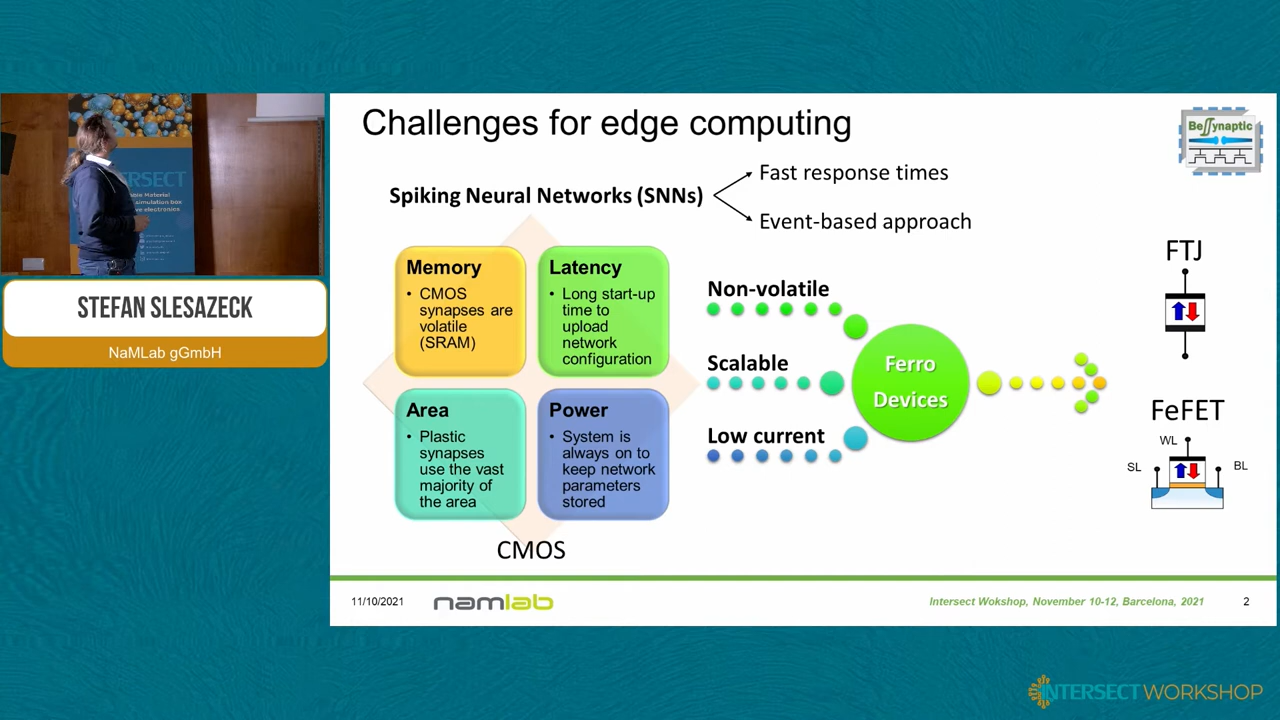 Challenges for edge computing
Be∫∫ynaptic
Spiking Neural Networks (SNNs)
Fast response times
Event-based approach
Memory
• CMOS
synapses are
volatile
(SRAM)
Latency
• Long start-up
time to
upload
network
configuration
Area
• Plastic
synapses
use the vast
majority of
the area
Power
• System is
always on to
keep network
parameters
stored
CMOS
Non-volatile
Scalable
Low current
Ferro
Devices
FTJ
FeFET
WL
SL
BL
11/10/2021
namlab
Intersect Wokshop, November 10-12, Barcelona, 2021
2
STEFAN SLESAZECK
NaMLab gGmbH
INTERSECT WORKSHOP